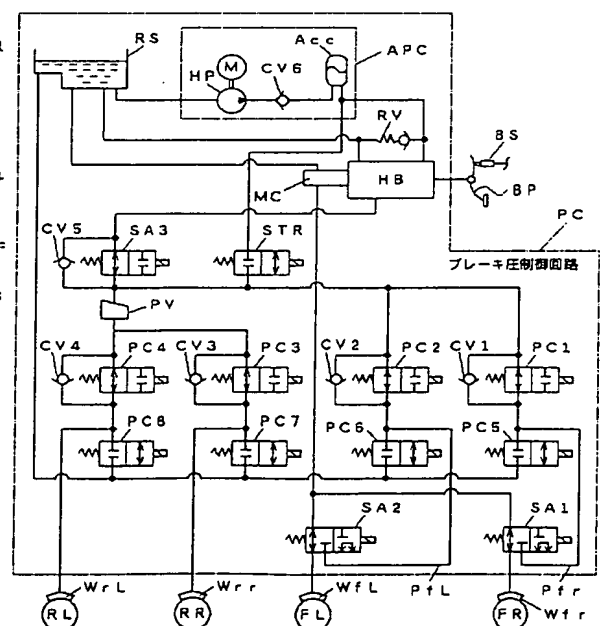 RS
Acc
APC
M
HP
CV6
RV
BS
HB
MC
BP
PC
CV5
SA3
STR
ブレーキ圧制御回路
PV
CV4
PC4
CV3
PC3
CV2
PC2
CV1
PC1
PC8
PC7
PC6
PC5
SA2
SA1
WrL
Wrr
WfL
PfL
Pfr
RL
RR
FL
FR
Wfr